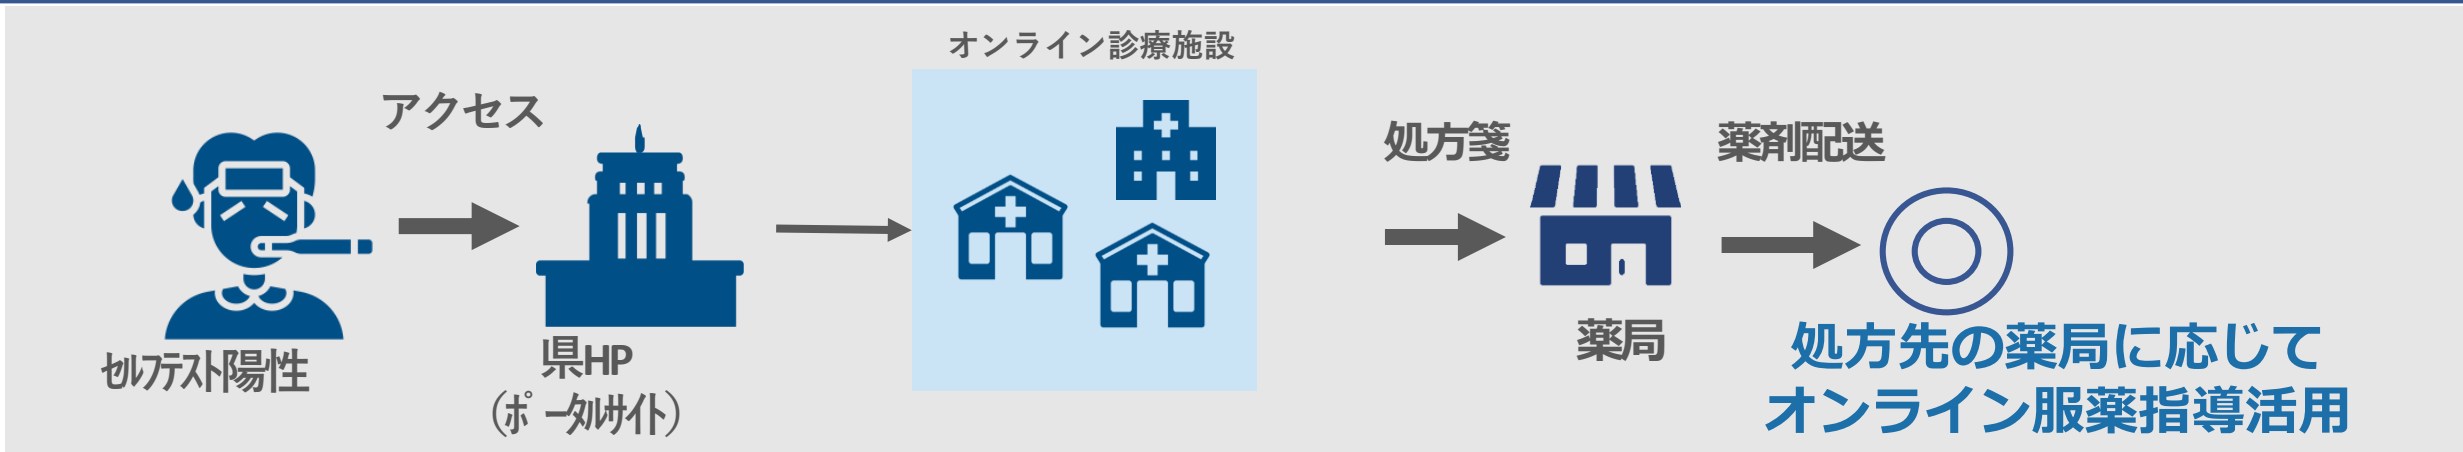 オンライン診療施設
アクセス
処方箋
薬剤配送
セルフテスト陽性
県HP
（ポータルサイト）
薬局
処方先の薬局に応じて
オンライン服薬指導活用